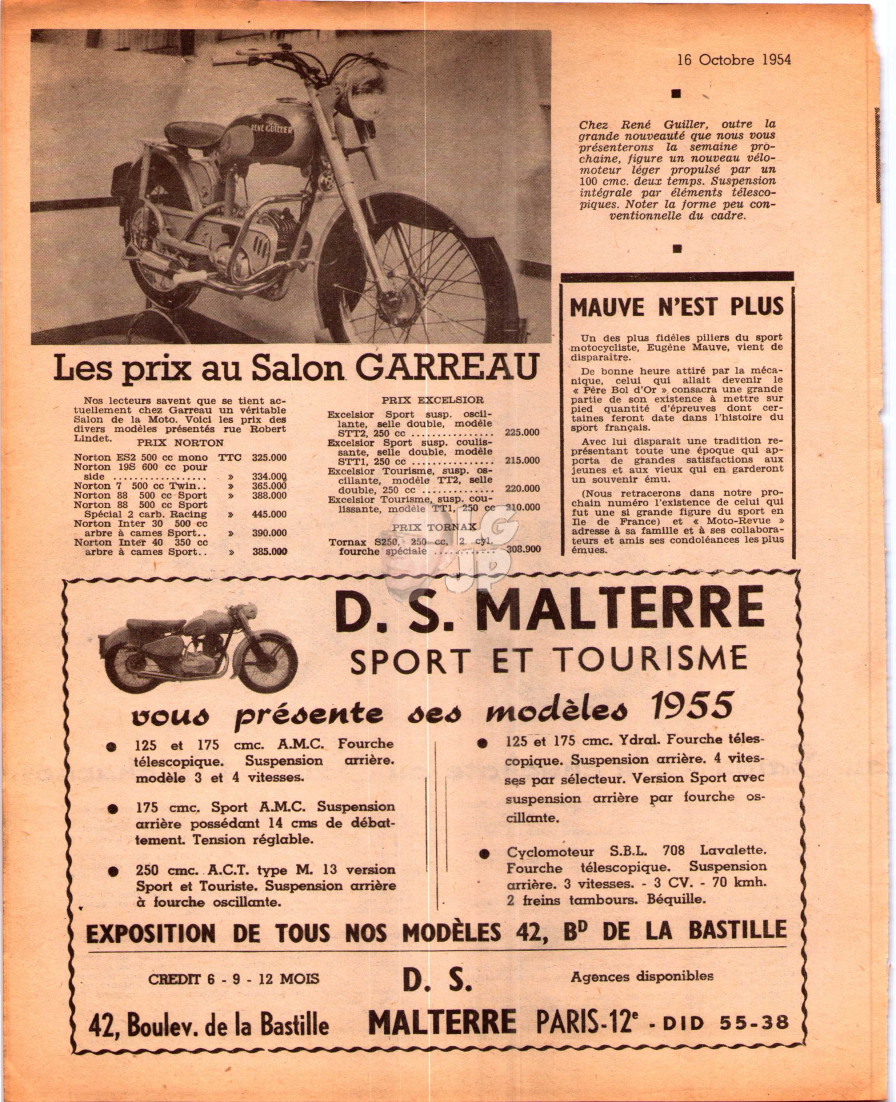 16 Octobre 1954
RENÉ GUILLER
Chez René Guiller, outre la
grande nouveauté que nous vous
présenterons la semaine pro-
chaine, figure un nouveau vélo-
moteur léger propulsé par un
100 cmc. deux temps. Suspension
intégrale par éléments télesco-
piques. Noter la forme peu con-
ventionnelle du cadre.
MAUVE N'EST PLUS
Un des plus fidèles piliers du sport
motocycliste, Eugène Mauve, vient de
disparaitre.
De bonne heure attiré par la méca-
nique, celui qui allait devenir le
« Père Bol d'Or » consacra une grande
partie de son existence à mettre sur
pied quantité d'épreuves dont cer-
taines feront date dans l'histoire du
sport français.
Avec lui disparait une tradition re-
présentant toute une époque qui ap-
porta de grandes satisfactions aux
jeunes et aux vieux qui en garderont
un souvenir ému.
(Nous retracerons dans notre pro-
chain numéro l'existence de celui qui
fut une si grande figure du sport en
Ile de France) et « Moto-Revue »
adresse à sa famille et à ses collabora-
teurs et amis ses condoléances les plus
émues.
Les prix au Salon GARREAU
Nos lecteurs savent que se tient ac-
tuellement chez Garreau un véritable
Salon de la Moto. Voici les prix des
divers modèles présentés rue Robert
Lindet.
PRIX NORTON
Norton ES2 500 cc mono TTC 325.000
Norton 19S 600 cc pour
side .................. » 334.000
Norton 7 500 cc Twin.. » 365.000
Norton 88 500 cc Sport » 388.000
Norton 88 500 cc Sport
Spécial 2 carb. Racing » 445.000
Norton Inter 30 500 cc
arbre à cames Sport.. » 390.000
Norton Inter 40 350 cc
arbre à cames Sport.. » 385.000
PRIX EXCELSIOR
Excelsior Sport susp. oscil-
lante, selle double, modèle
STT2, 250 cc ................ 225.000
Excelsior Sport susp. coulis-
sante, selle double, modèle
STT1, 250 cc ................ 215.000
Excelsior Tourisme, susp. os-
cillante, modèle TT2, selle
double, 250 cc .............. 220.000
Excelsior Tourisme, susp. cou-
lissante, modèle TT1, 250 cc 210.000
PRIX TORNAX
Tornax S250, 250 cc. 2 cyl.
fourche spéciale ............ 308.900
D. S. MALTERRE
SPORT ET TOURISME
vous présente ses modèles 1955
● 125 et 175 cmc. A.M.C. Fourche
télescopique. Suspension arrière.
modèle 3 et 4 vitesses.
● 175 cmc. Sport A.M.C. Suspension
arrière possédant 14 cms de débat-
tement. Tension réglable.
● 250 cmc. A.C.T. type M. 13 version
Sport et Touriste. Suspension arrière
à fourche oscillante.
● 125 et 175 cmc. Ydral. Fourche téles-
copique. Suspension arrière. 4 vites-
ses par sélecteur. Version Sport avec
suspension arrière par fourche os-
cillante.
● Cyclomoteur S.B.L. 708 Lavalette.
Fourche télescopique. Suspension
arrière. 3 vitesses. - 3 CV. - 70 kmh.
2 freins tambours. Béquille.
EXPOSITION DE TOUS NOS MODÈLES 42, BD DE LA BASTILLE
CREDIT 6 - 9 - 12 MOIS
D. S.
Agences disponibles
42, Boulev. de la Bastille MALTERRE PARIS-12e - DID 55-38